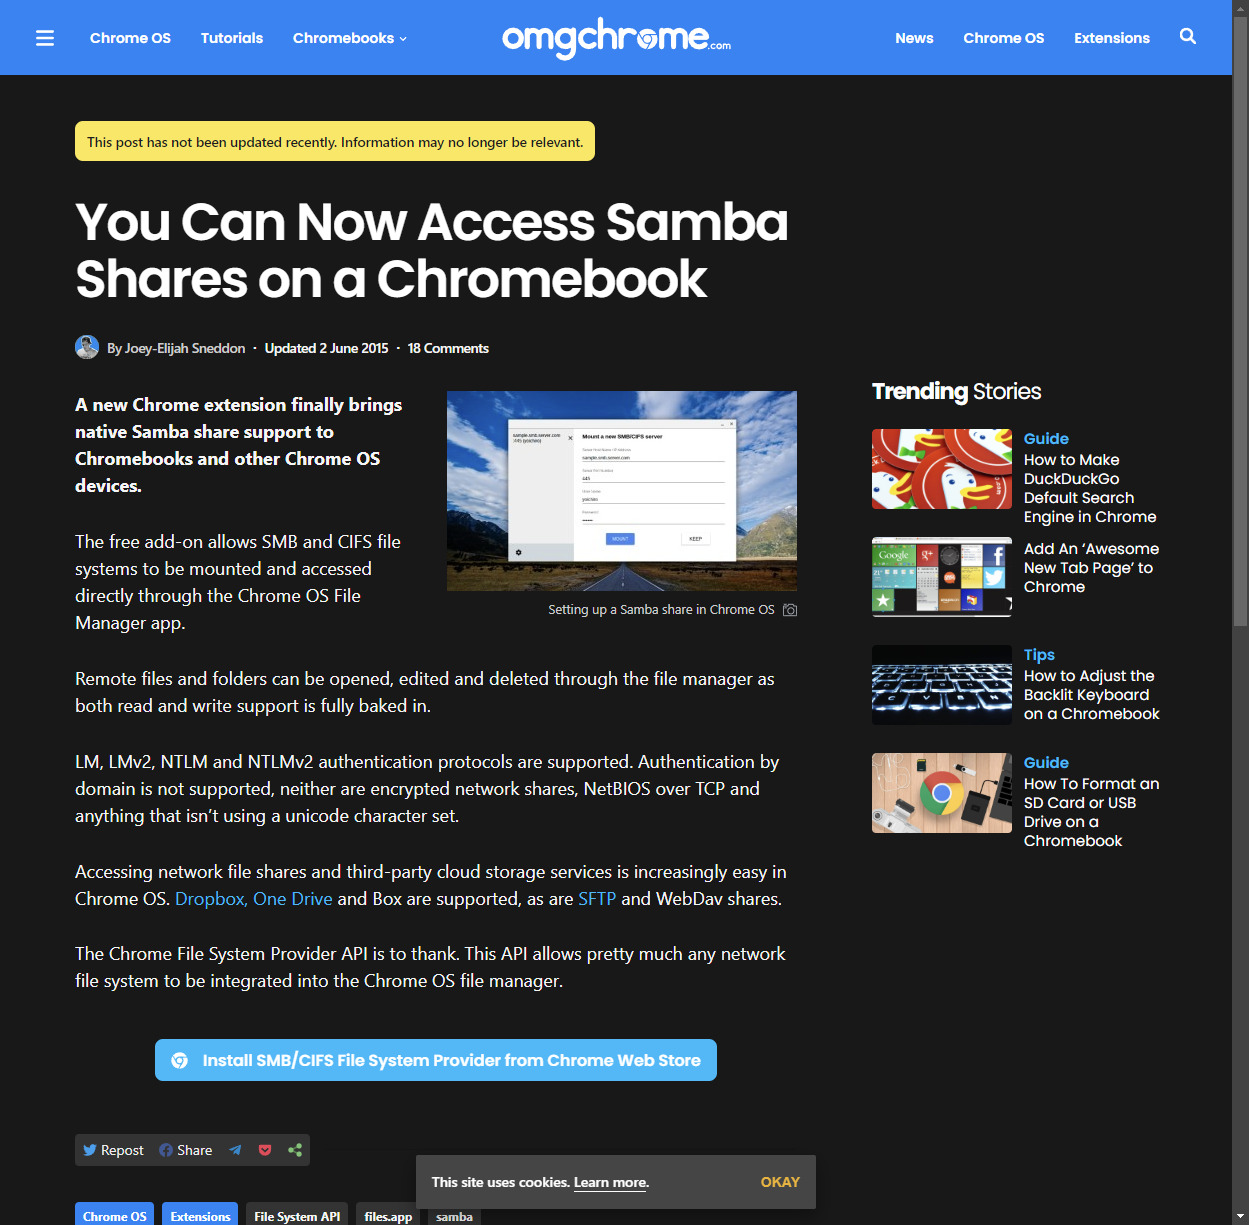 Chrome OS Tutorials Chromebooks omgchrome.com News Chrome OS Extensions
This post has not been updated recently. Information may no longer be relevant.
You Can Now Access Samba
Shares on a Chromebook
By Joey-Elijah Sneddon · Updated 2 June 2015 · 18 Comments
A new Chrome extension finally brings
native Samba share support to
Chromebooks and other Chrome OS
devices.
The free add-on allows SMB and CIFS file
systems to be mounted and accessed
directly through the Chrome OS File
Manager app.
sample.smb.server.com
Mount a new SMB/CIFS server
sample.smb.server.com
445
yoichiro
Password
MOUNT KEEP
Setting up a Samba share in Chrome OS
Remote files and folders can be opened, edited and deleted through the file manager as
both read and write support is fully baked in.
LM, LMv2, NTLM and NTLMv2 authentication protocols are supported. Authentication by
domain is not supported, neither are encrypted network shares, NetBIOS over TCP and
anything that isn’t using a unicode character set.
Accessing network file shares and third-party cloud storage services is increasingly easy in
Chrome OS. Dropbox, One Drive and Box are supported, as are SFTP and WebDav shares.
The Chrome File System Provider API is to thank. This API allows pretty much any network
file system to be integrated into the Chrome OS file manager.
Install SMB/CIFS File System Provider from Chrome Web Store
Repost Share
Chrome OS Extensions File System API files.app samba
Trending Stories
Guide
How to Make
DuckDuckGo
Default Search
Engine in Chrome
Google g+ f
Add An ‘Awesome
New Tab Page’ to
Chrome
Tips
How to Adjust the
Backlit Keyboard
on a Chromebook
Guide
How To Format an
SD Card or USB
Drive on a
Chromebook
This site uses cookies. Learn more. OKAY